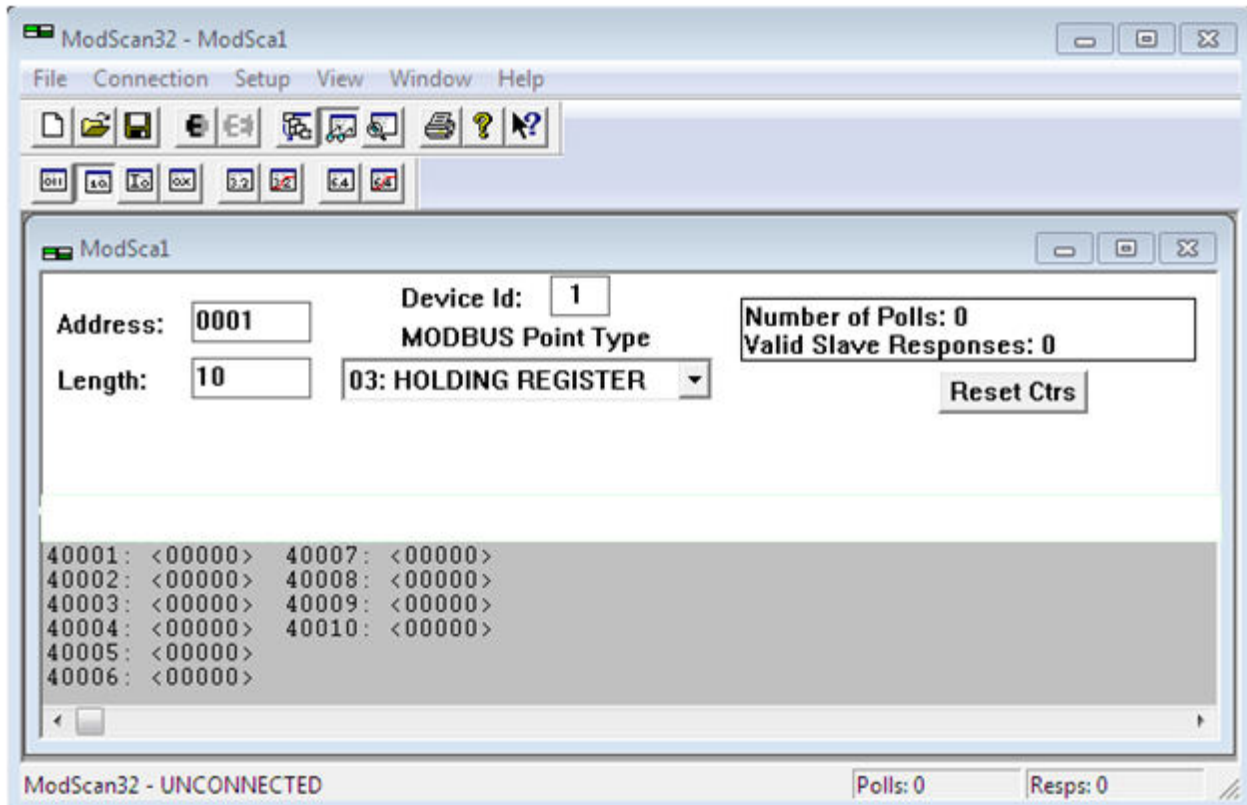 ModScan32 - ModSca1
File Connection Setup View Window Help
ModSca1
Address: 0001
Device Id: 1
MODBUS Point Type
Length: 10
03: HOLDING REGISTER
Number of Polls: 0
Valid Slave Responses: 0
Reset Ctrs
40001: <00000> 40007: <00000>
40002: <00000> 40008: <00000>
40003: <00000> 40009: <00000>
40004: <00000> 40010: <00000>
40005: <00000>
40006: <00000>
ModScan32 - UNCONNECTED
Polls: 0
Resps: 0